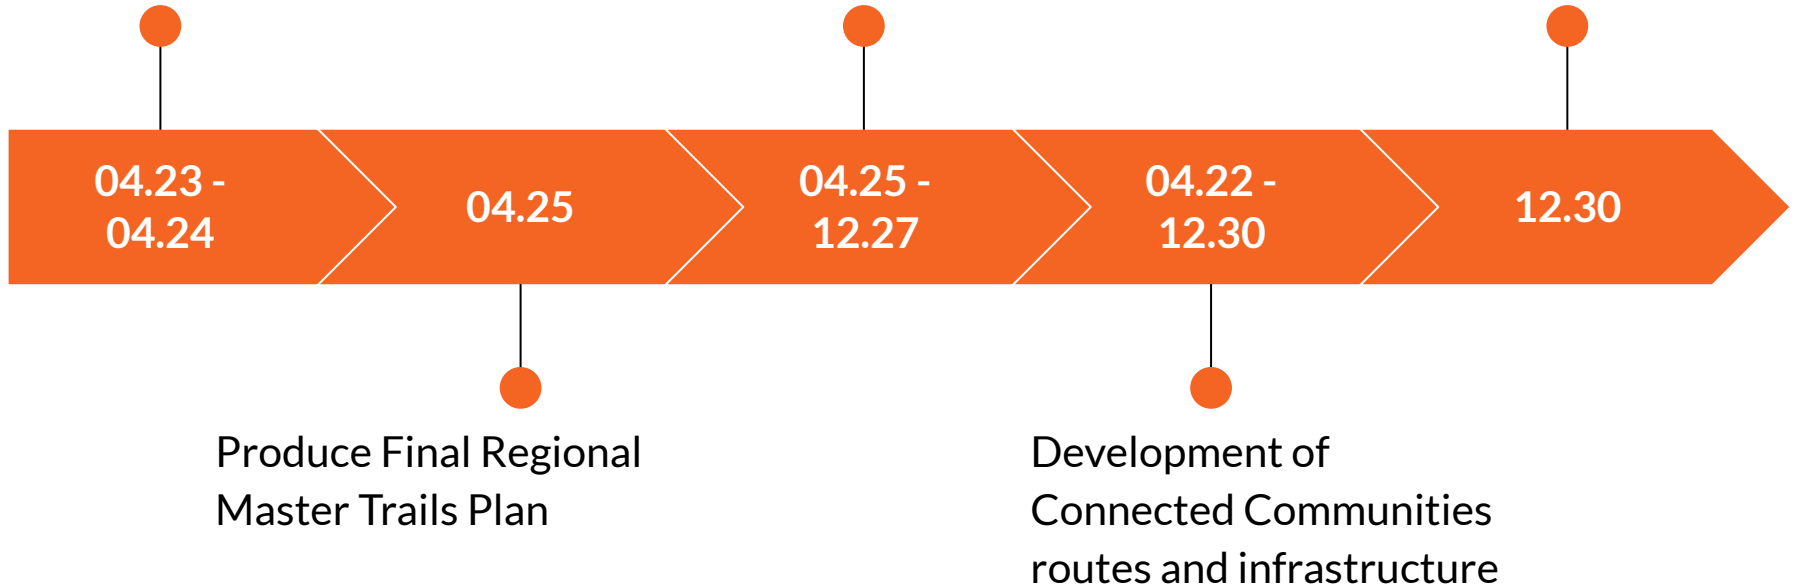 04.23 -
04.24
04.25
04.25 -
12.27
04.22 -
12.30
12.30
Produce Final Regional
Master Trails Plan
Development of
Connected Communities
routes and infrastructure